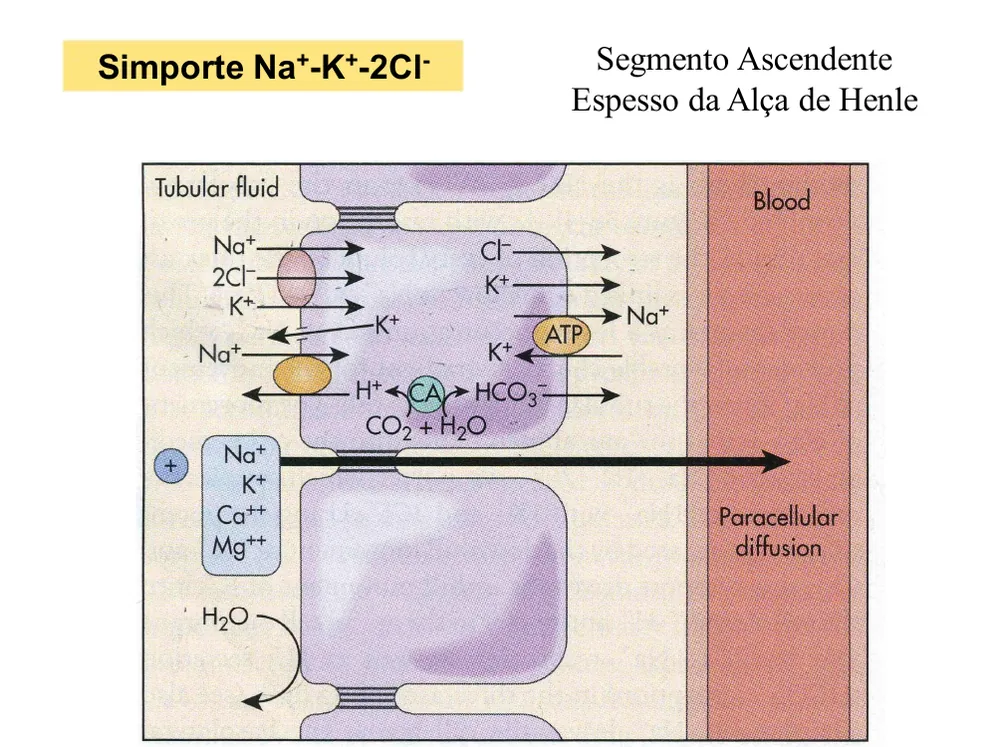 Simporte Na⁺-K⁺-2Cl⁻
Segmento Ascendente
Espesso da Alça de Henle
Tubular fluid
Blood
Na⁺
2Cl⁻
K⁺
K⁺
Na⁺
H⁺
Cl⁻
K⁺
ATP
Na⁺
K⁺
CA
HCO₃⁻
CO₂ + H₂O
+
Na⁺
K⁺
Ca⁺⁺
Mg⁺⁺
Paracellular
diffusion
H₂O